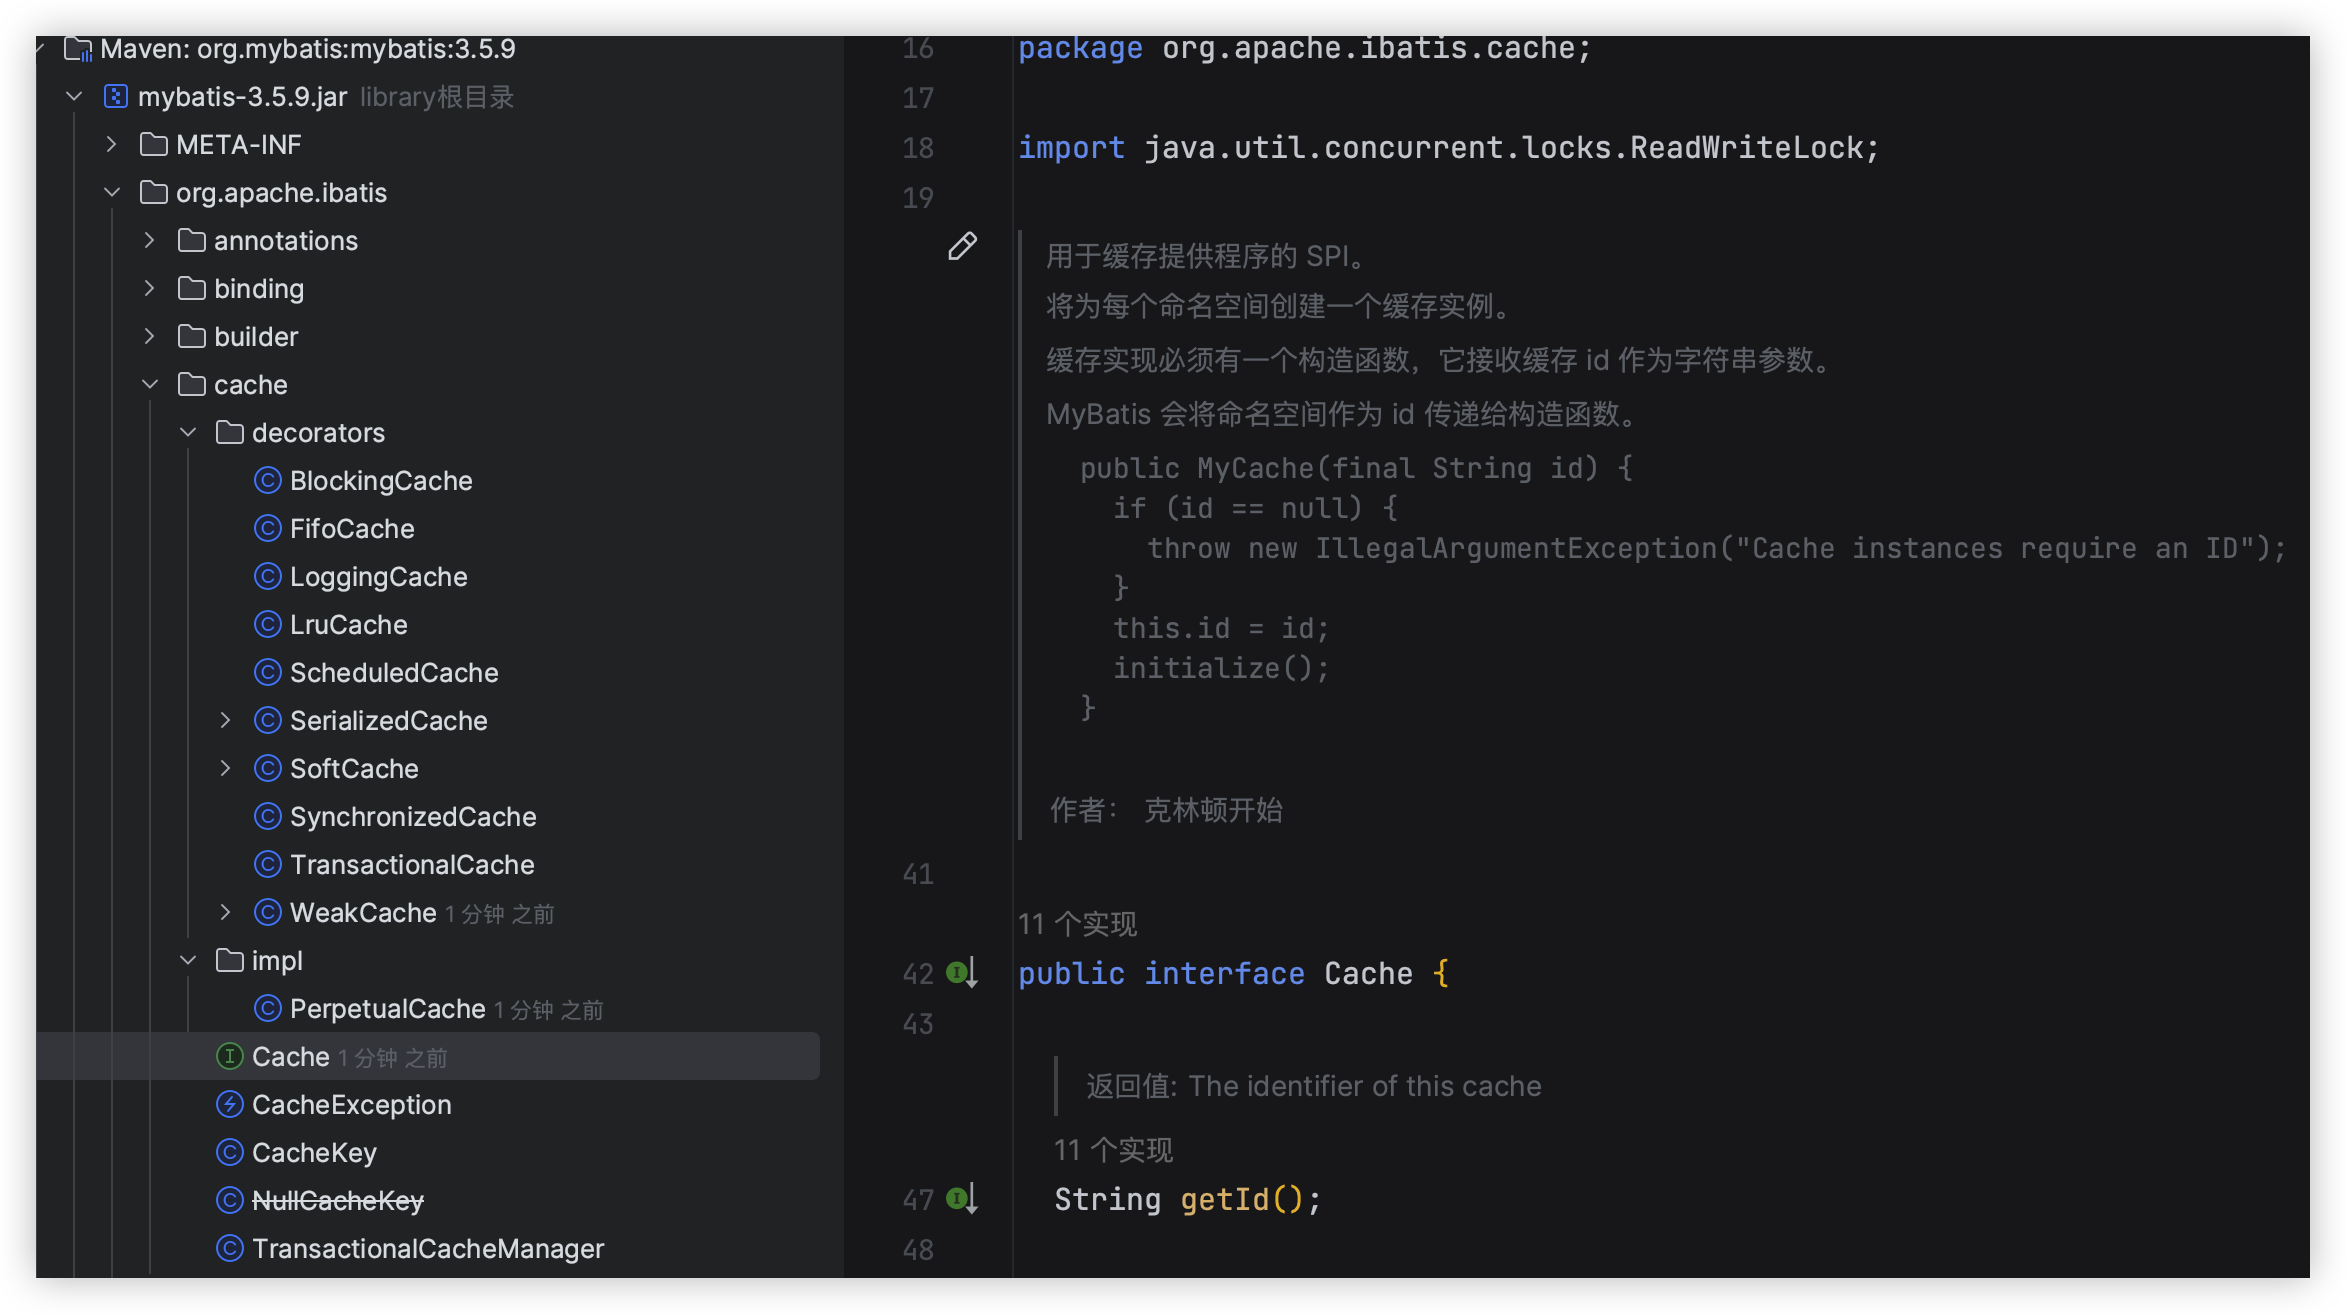 Maven: org.mybatis:mybatis:3.5.9
mybatis-3.5.9.jar library根目录
META-INF
org.apache.ibatis
annotations
binding
builder
cache
decorators
BlockingCache
FifoCache
LoggingCache
LruCache
ScheduledCache
SerializedCache
SoftCache
SynchronizedCache
TransactionalCache
WeakCache 1 分钟 之前
impl
PerpetualCache 1 分钟 之前
Cache 1 分钟 之前
CacheException
CacheKey
NullCacheKey
TransactionalCacheManager
16 package org.apache.ibatis.cache;
17
18 import java.util.concurrent.locks.ReadWriteLock;
19
用于缓存提供程序的 SPI。
将为每个命名空间创建一个缓存实例。
缓存实现必须有一个构造函数，它接收缓存 id 作为字符串参数。
MyBatis 会将命名空间作为 id 传递给构造函数。
public MyCache(final String id) {
if (id == null) {
throw new IllegalArgumentException("Cache instances require an ID");
}
this.id = id;
initialize();
}
作者： 克林顿开始
41
11 个实现
42 public interface Cache {
43
返回值: The identifier of this cache
11 个实现
47 String getId();
48